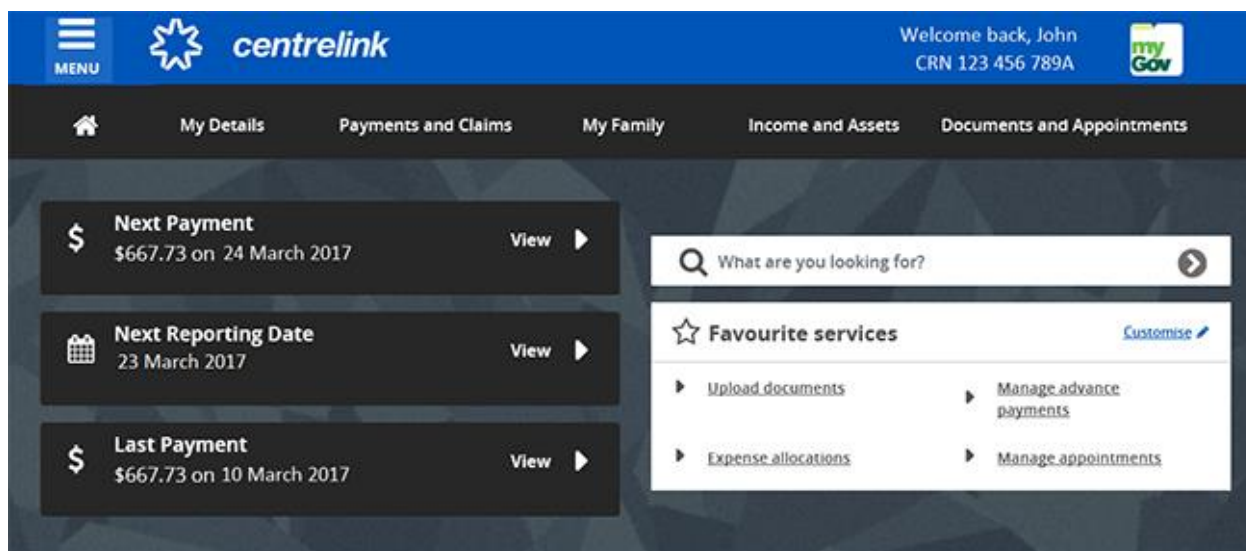 MENU
centrelink
Welcome back, John
CRN 123 456 789A
my
Gov
My Details
Payments and Claims
My Family
Income and Assets
Documents and Appointments
$
Next Payment
$667.73 on 24 March 2017
View
Next Reporting Date
23 March 2017
View
$
Last Payment
$667.73 on 10 March 2017
View
What are you looking for?
Favourite services
Customise
Upload documents
Manage advance
payments
Expense allocations
Manage appointments